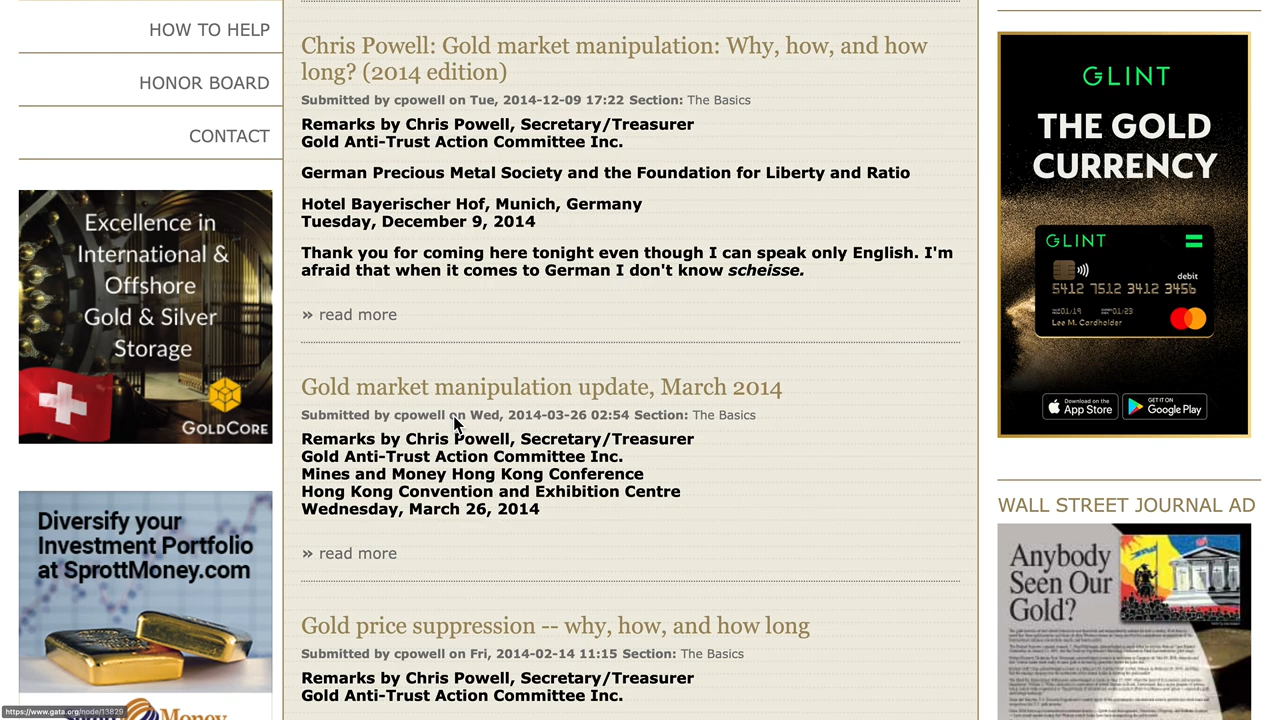 HOW TO HELP
HONOR BOARD
CONTACT
Excellence in
International &
Offshore
Gold & Silver
Storage
GOLDCORE
Diversify your
Investment Portfolio
at SprottMoney.com
Money
https://www.gata.org/node/13829
Chris Powell: Gold market manipulation: Why, how, and how
long? (2014 edition)
Submitted by cpowell on Tue, 2014-12-09 17:22 Section: The Basics
Remarks by Chris Powell, Secretary/Treasurer
Gold Anti-Trust Action Committee Inc.
German Precious Metal Society and the Foundation for Liberty and Ratio
Hotel Bayerischer Hof, Munich, Germany
Tuesday, December 9, 2014
Thank you for coming here tonight even though I can speak only English. I'm
afraid that when it comes to German I don't know scheisse.
» read more
Gold market manipulation update, March 2014
Submitted by cpowell on Wed, 2014-03-26 02:54 Section: The Basics
Remarks by Chris Powell, Secretary/Treasurer
Gold Anti-Trust Action Committee Inc.
Mines and Money Hong Kong Conference
Hong Kong Convention and Exhibition Centre
Wednesday, March 26, 2014
» read more
Gold price suppression -- why, how, and how long
Submitted by cpowell on Fri, 2014-02-14 11:15 Section: The Basics
Remarks by Chris Powell, Secretary/Treasurer
Gold Anti-Trust Action Committee Inc.
GLINT
THE GOLD
CURRENCY
GLINT
debit
5412 7512 3412 3456
01/19 01/23
Lee M. Cardholder
Download on the
App Store
GET IT ON
Google Play
WALL STREET JOURNAL AD
Anybody
Seen Our
Gold?